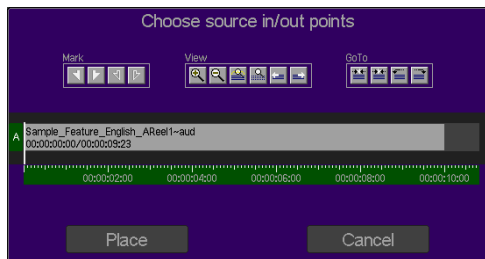 Choose source in/out points
Mark
View
GoTo
A
Sample_Feature_English_AReel1~aud
00:00:00:00/00:00:09:23
00:00:02:00 00:00:04:00 00:00:06:00 00:00:08:00 00:00:10:00
Place
Cancel